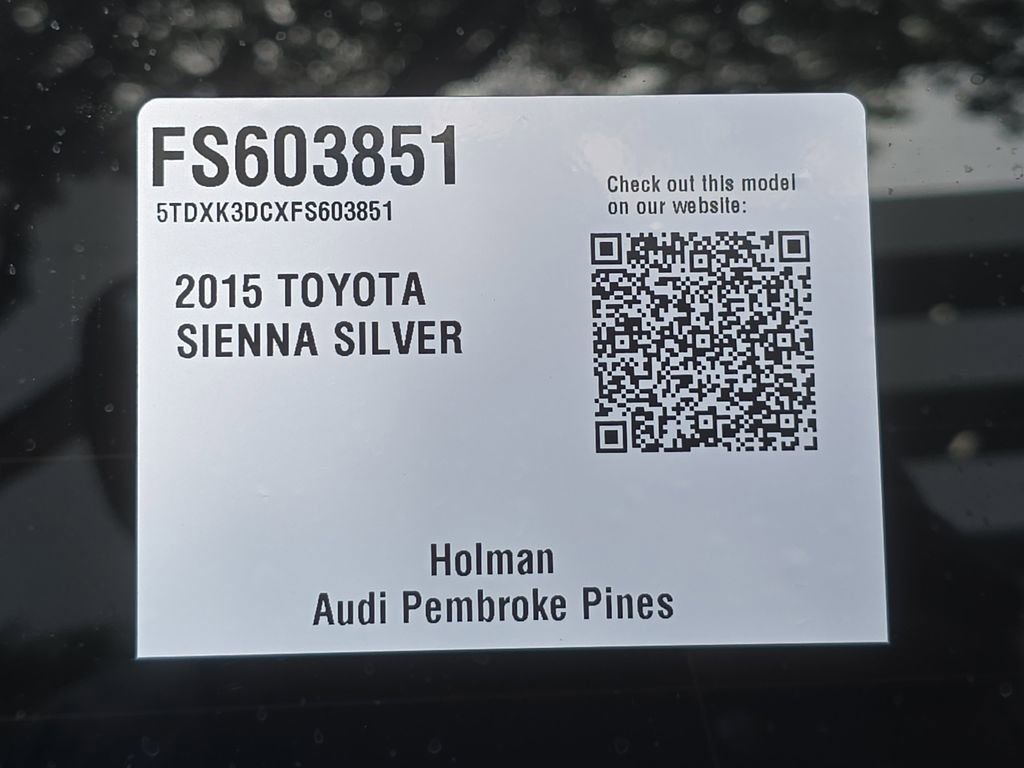 FS603851
5TDXK3DCXFS603851
Check out this model
on our website:
2015 TOYOTA
SIENNA SILVER
Holman
Audi Pembroke Pines